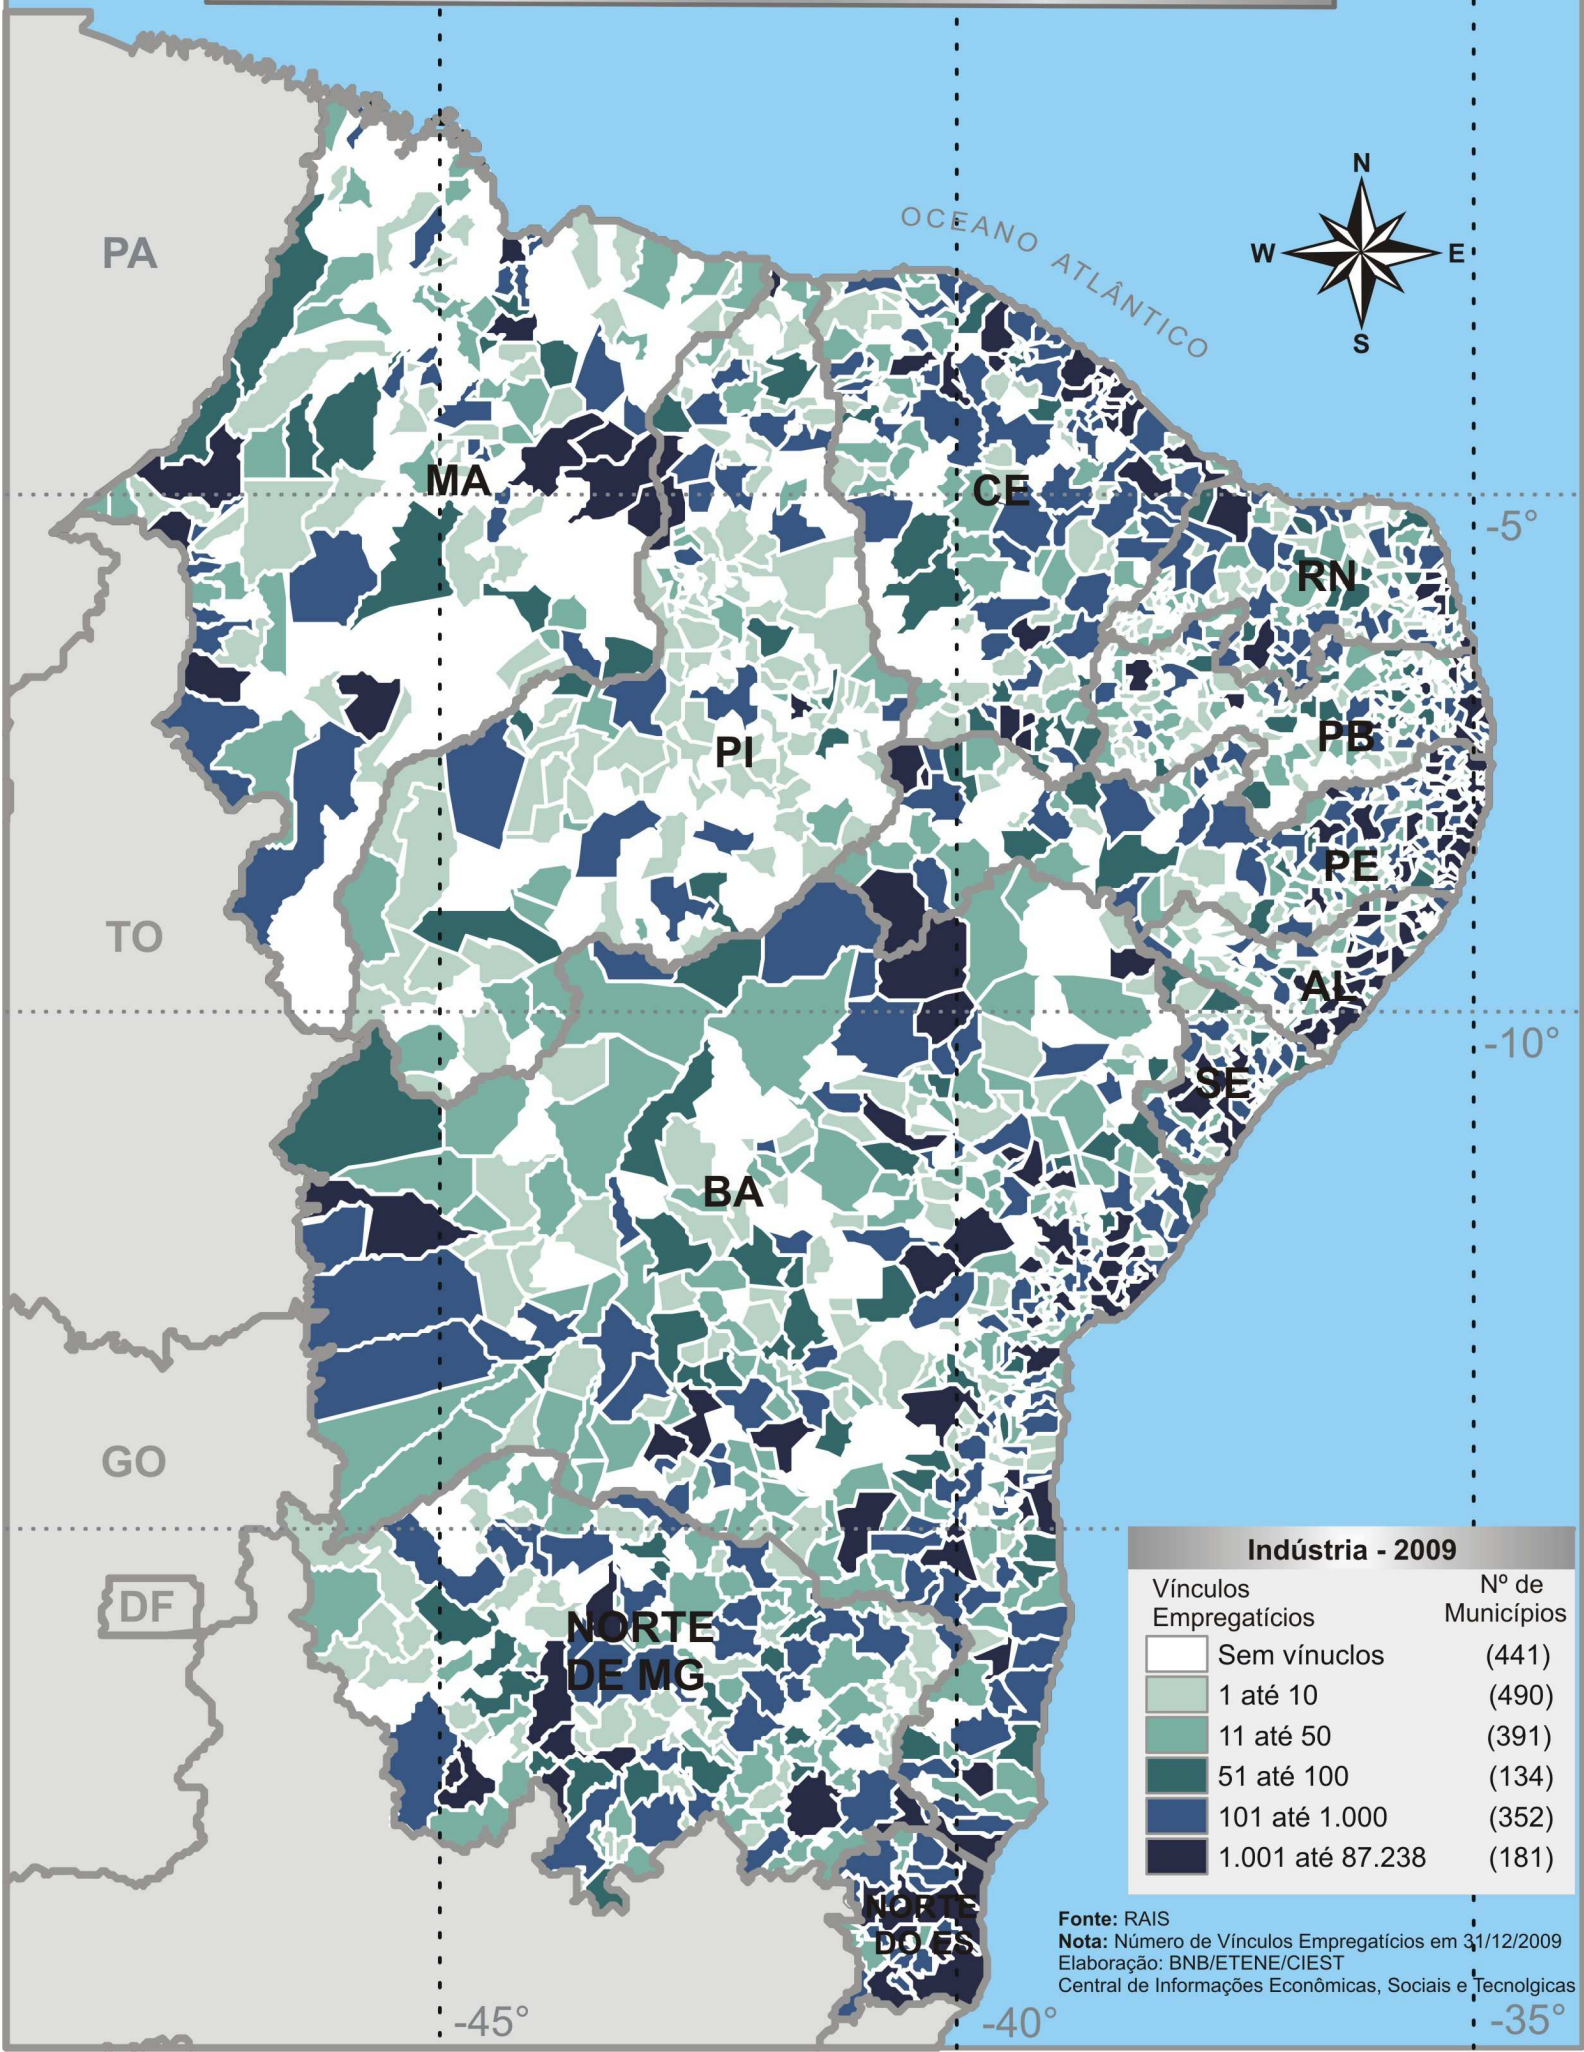 N
W
E
S
OCEANO ATLÂNTICO
PA
MA
CE
-5°
RN
PI
PB
PE
TO
AL
-10°
SE
BA
GO
DF
NORTE
DE MG
Indústria - 2009
Vínculos
Empregatícios
Nº de
Municípios
Sem vínuclos (441)
1 até 10 (490)
11 até 50 (391)
51 até 100 (134)
101 até 1.000 (352)
1.001 até 87.238 (181)
NORTE
DO ES
Fonte: RAIS
Nota: Número de Vínculos Empregatícios em 31/12/2009
Elaboração: BNB/ETENE/CIEST
Central de Informações Econômicas, Sociais e Tecnolgicas
-45°
-40°
-35°